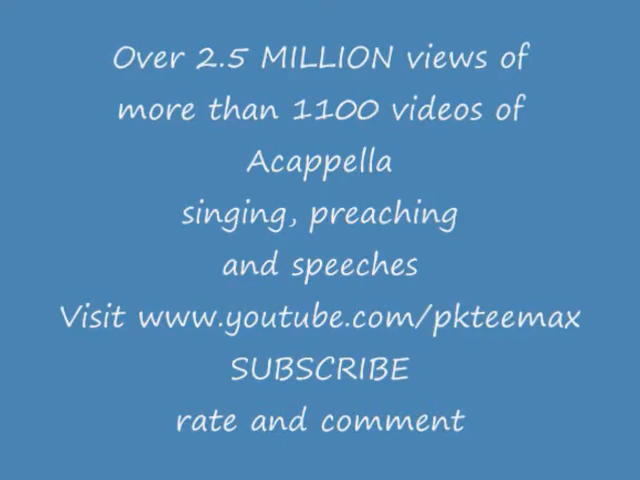 Over 2.5 MILLION views of
more than 1100 videos of
Acappella
singing, preaching
and speeches
Visit www.youtube.com/pkteemax
SUBSCRIBE
rate and comment